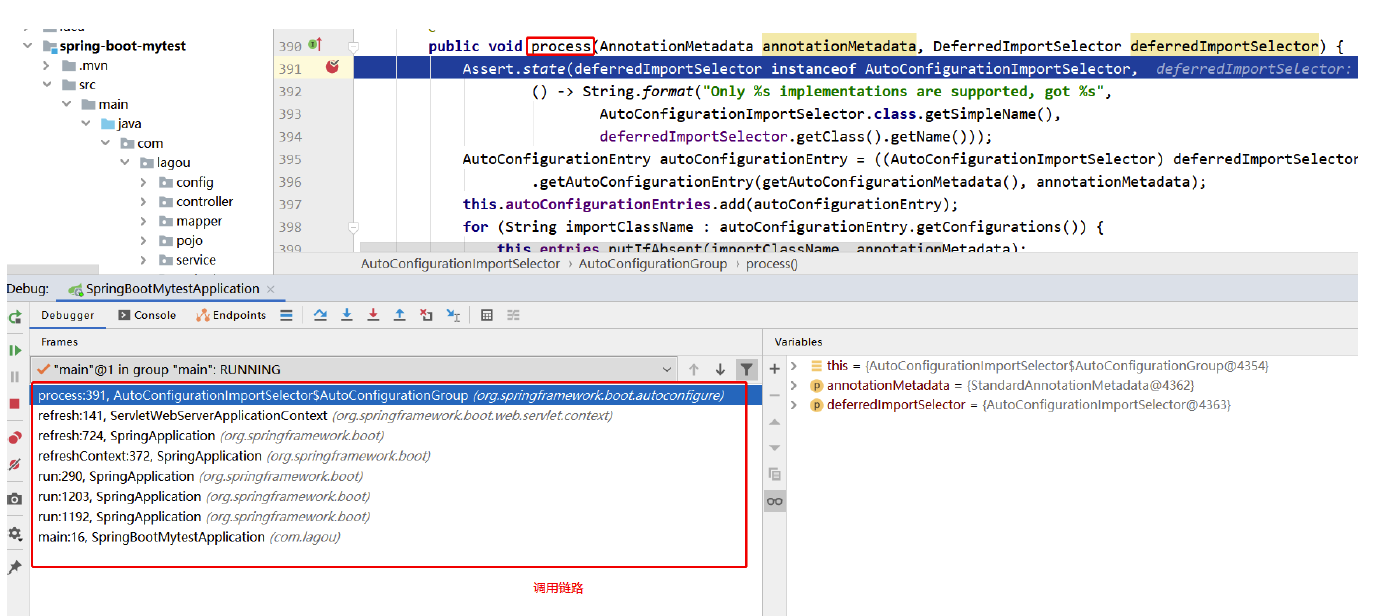 spring-boot-mytest
.mvn
src
main
java
com
lagou
config
controller
mapper
pojo
service
390 public void process(AnnotationMetadata annotationMetadata, DeferredImportSelector deferredImportSelector) {
391 Assert.state(deferredImportSelector instanceof AutoConfigurationImportSelector, deferredImportSelector:
392 () -> String.format("Only %s implementations are supported, got %s",
393 AutoConfigurationImportSelector.class.getSimpleName(),
394 deferredImportSelector.getClass().getName()));
395 AutoConfigurationEntry autoConfigurationEntry = ((AutoConfigurationImportSelector) deferredImportSelector
396 .getAutoConfigurationEntry(getAutoConfigurationMetadata(), annotationMetadata);
397 this.autoConfigurationEntries.add(autoConfigurationEntry);
398 for (String importClassName : autoConfigurationEntry.getConfigurations()) {
399 this.entries.putIfAbsent(importClassName, annotationMetadata);
AutoConfigurationImportSelector › AutoConfigurationGroup › process()
Debug: SpringBootMytestApplication ×
Debugger Console Endpoints
Frames
"main"@1 in group "main": RUNNING
process:391, AutoConfigurationImportSelector$AutoConfigurationGroup (org.springframework.boot.autoconfigure)
refresh:141, ServletWebServerApplicationContext (org.springframework.boot.web.servlet.context)
refresh:724, SpringApplication (org.springframework.boot)
refreshContext:372, SpringApplication (org.springframework.boot)
run:290, SpringApplication (org.springframework.boot)
run:1203, SpringApplication (org.springframework.boot)
run:1192, SpringApplication (org.springframework.boot)
main:16, SpringBootMytestApplication (com.lagou)
调用链路
Variables
this = {AutoConfigurationImportSelector$AutoConfigurationGroup@4354}
annotationMetadata = {StandardAnnotationMetadata@4362}
deferredImportSelector = {AutoConfigurationImportSelector@4363}